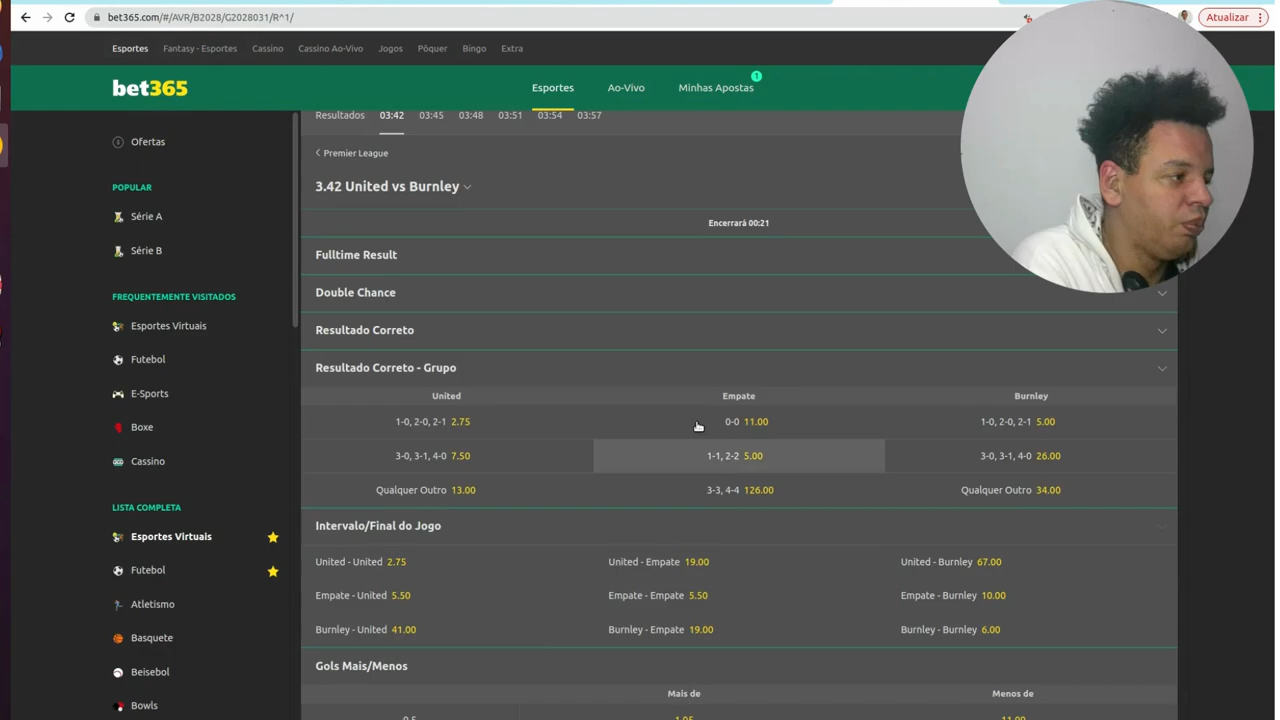 bet365.com/#/AVR/B2028/G2028031/R^1/
Atualizar
Esportes Fantasy - Esportes Cassino Cassino Ao-Vivo Jogos Pôquer Bingo Extra
bet365
Esportes Ao-Vivo Minhas Apostas 1
Resultados 03:42 03:45 03:48 03:51 03:54 03:57
Premier League
3.42 United vs Burnley
Encerrará 00:21
Fulltime Result
Double Chance
Resultado Correto
Resultado Correto - Grupo
United Empate Burnley
1-0, 2-0, 2-1 2.75 0-0 11.00 1-0, 2-0, 2-1 5.00
3-0, 3-1, 4-0 7.50 1-1, 2-2 5.00 3-0, 3-1, 4-0 26.00
Qualquer Outro 13.00 3-3, 4-4 126.00 Qualquer Outro 34.00
Intervalo/Final do Jogo
United - United 2.75 United - Empate 19.00 United - Burnley 67.00
Empate - United 5.50 Empate - Empate 5.50 Empate - Burnley 10.00
Burnley - United 41.00 Burnley - Empate 19.00 Burnley - Burnley 6.00
Gols Mais/Menos
Mais de Menos de
0.5 1.05 11.00
Ofertas
POPULAR
Série A
Série B
FREQUENTEMENTE VISITADOS
Esportes Virtuais
Futebol
E-Sports
Boxe
Cassino
LISTA COMPLETA
Esportes Virtuais
Futebol
Atletismo
Basquete
Beisebol
Bowls